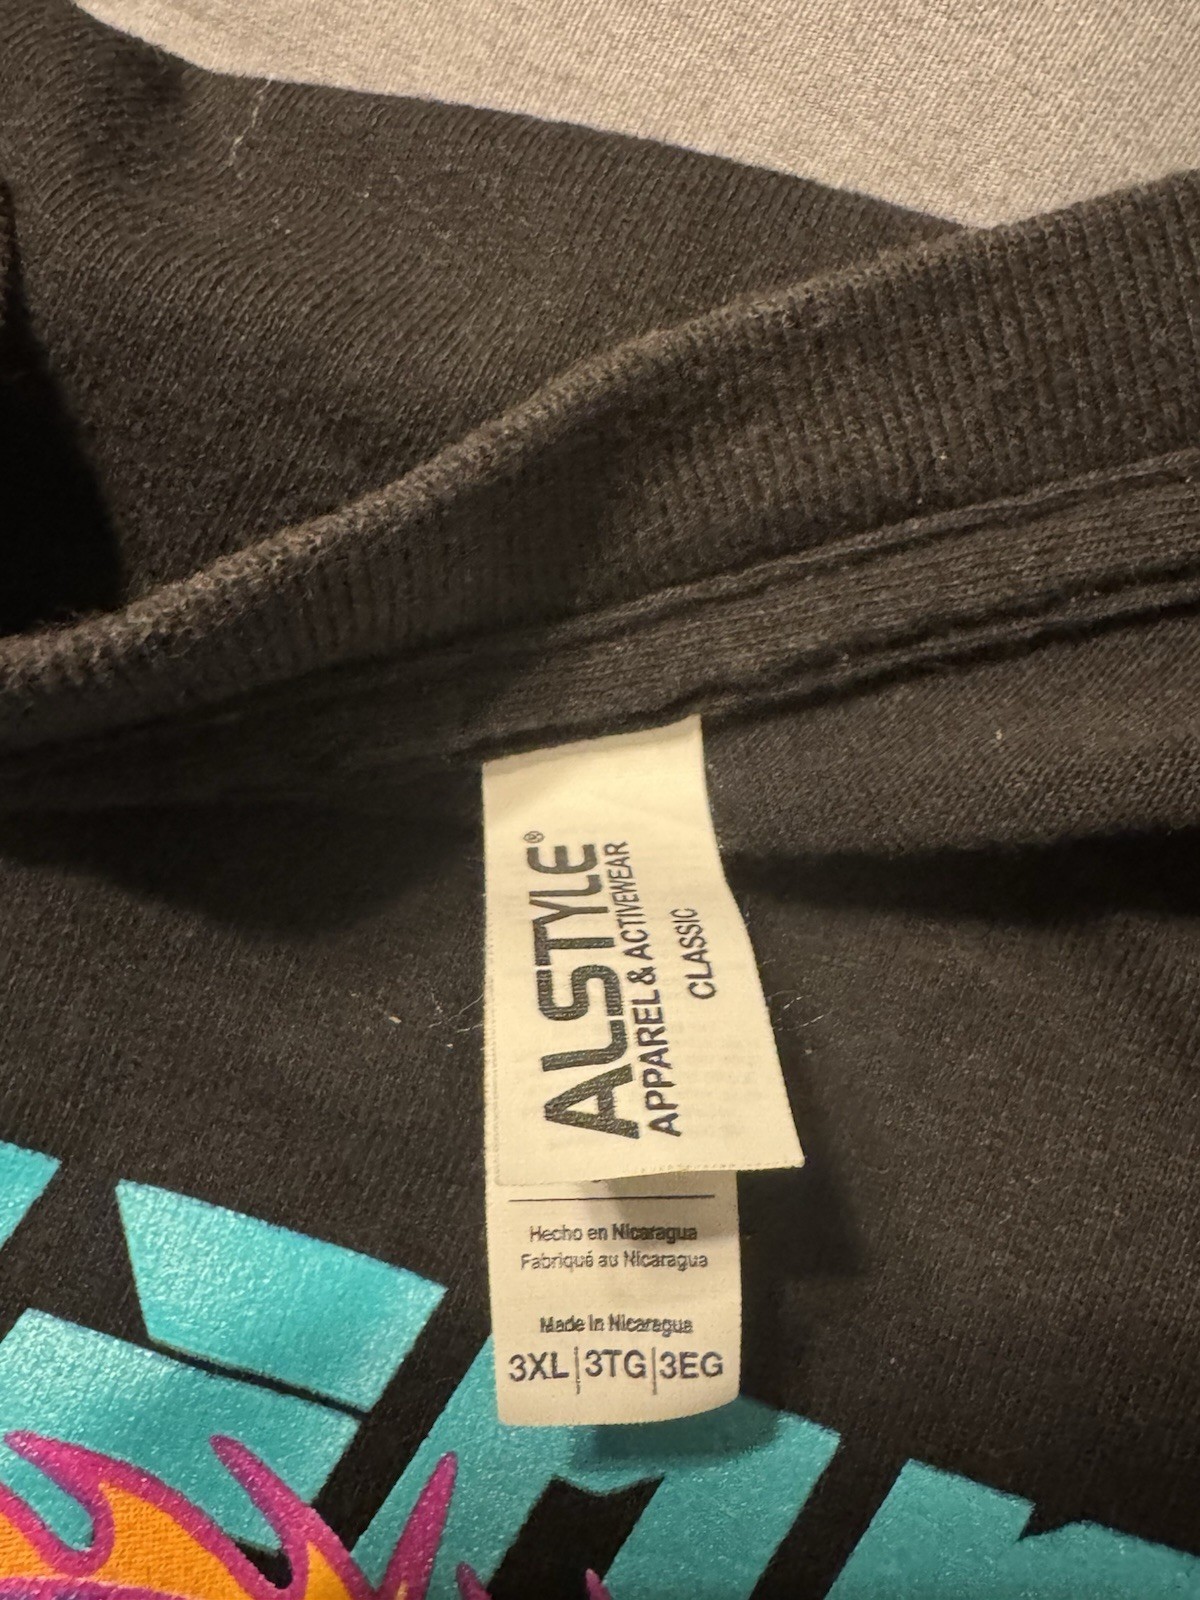 ALSTYLE®
APPAREL & ACTIVEWEAR
CLASSIC
Hecho en Nicaragua
Fabriqué au Nicaragua
Made In Nicaragua
3XL|3TG|3EG